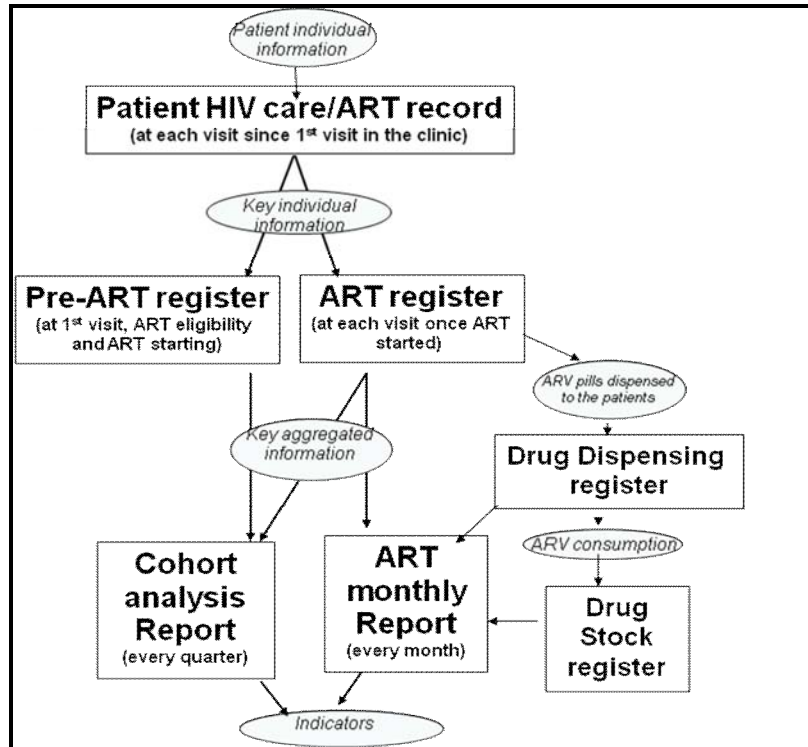 Patient individual
information
Patient HIV care/ART record
(at each visit since 1st visit in the clinic)
Key individual
information
Pre-ART register
(at 1st visit, ART eligibility
and ART starting)
ART register
(at each visit once ART
started)
ARV pills dispensed
to the patients
Key aggregated
information
Drug Dispensing
register
ARV consumption
Cohort
analysis
Report
(every quarter)
ART
monthly
Report
(every month)
Drug
Stock
register
Indicators